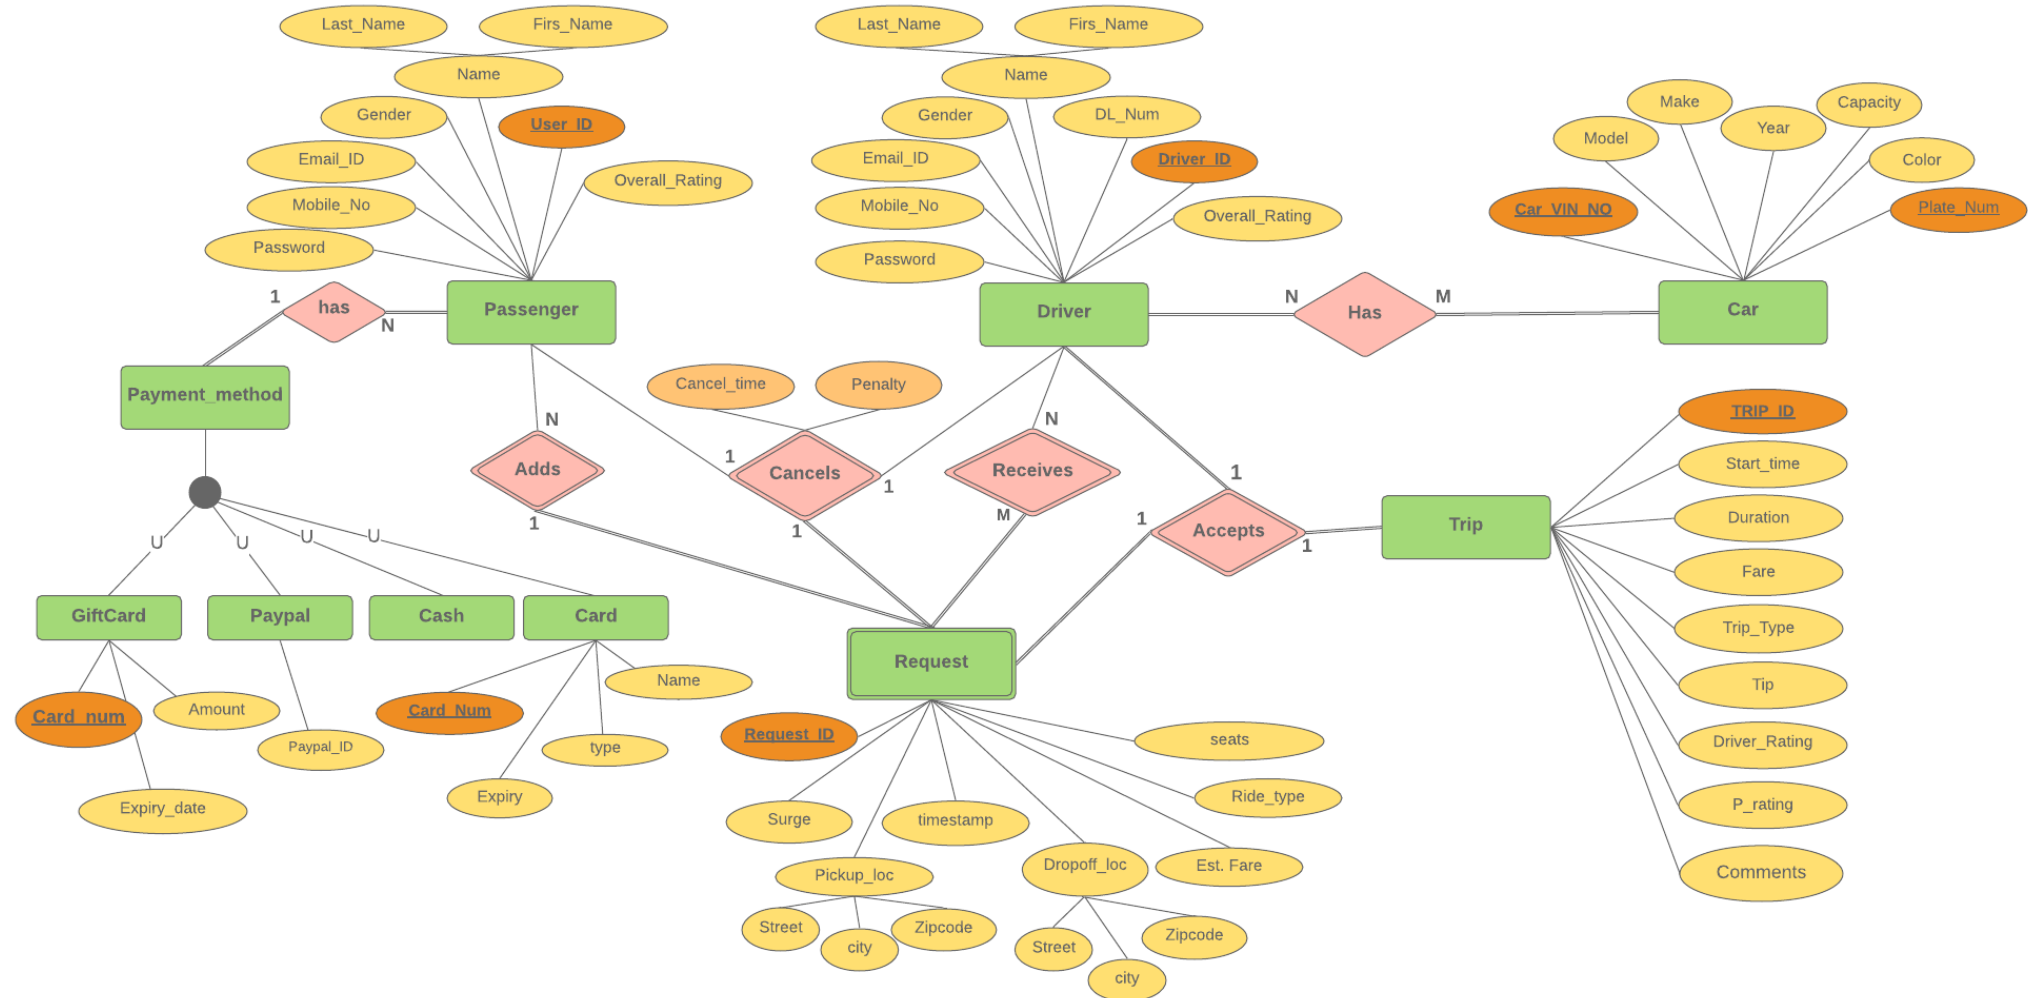 Last_Name
Firs_Name
Name
Gender
User_ID
Email_ID
Overall_Rating
Mobile_No
Password
Passenger
has
1
N
Payment_method
U
U
U
U
GiftCard
Paypal
Cash
Card
Card_num
Amount
Expiry_date
Paypal_ID
Card_Num
Name
type
Expiry
Last_Name
Firs_Name
Name
Gender
DL_Num
Email_ID
Driver_ID
Mobile_No
Overall_Rating
Password
Driver
N
Has
M
Car
Make
Capacity
Model
Year
Color
Car_VIN_NO
Plate_Num
Cancel_time
Penalty
N
Adds
1
1
Cancels
1
1
N
Receives
M
1
1
Accepts
1
Trip
TRIP_ID
Start_time
Duration
Fare
Trip_Type
Tip
Driver_Rating
P_rating
Comments
Request
Request_ID
seats
Surge
timestamp
Ride_type
Pickup_loc
Dropoff_loc
Est. Fare
Street
city
Zipcode
Street
city
Zipcode